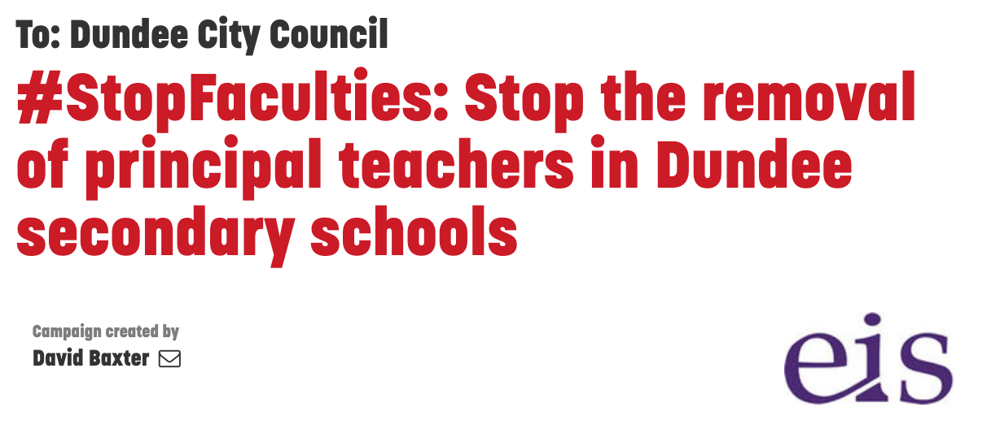 To: Dundee City Council
#StopFaculties: Stop the removal
of principal teachers in Dundee
secondary schools
Campaign created by
David Baxter
eis